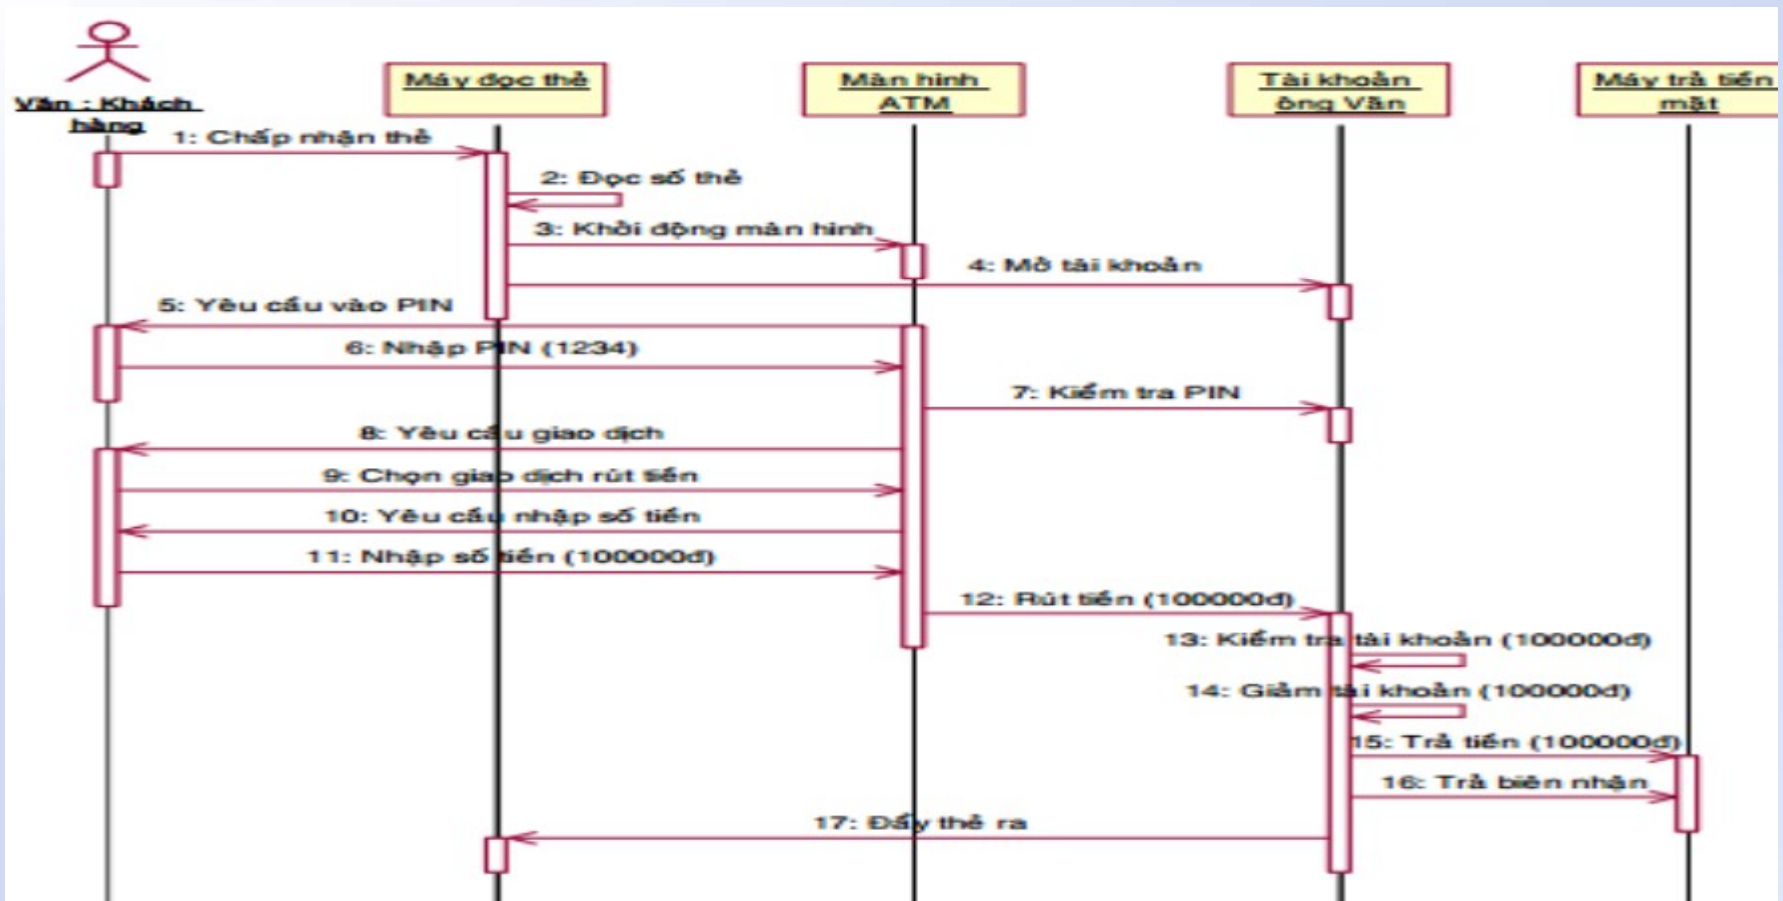 Văn : Khách
hàng
Máy đọc thẻ
Màn hình
ATM
Tài khoản
ông Văn
Máy trả tiền
mặt
1: Chấp nhận thẻ
2: Đọc số thẻ
3: Khởi động màn hình
4: Mở tài khoản
5: Yêu cầu vào PIN
6: Nhập PIN (1234)
7: Kiểm tra PIN
8: Yêu cầu giao dịch
9: Chọn giao dịch rút tiền
10: Yêu cầu nhập số tiền
11: Nhập số tiền (100000đ)
12: Rút tiền (100000đ)
13: Kiểm tra tài khoản (100000đ)
14: Giảm tài khoản (100000đ)
15: Trả tiền (100000đ)
16: Trả biên nhận
17: Đẩy thẻ ra